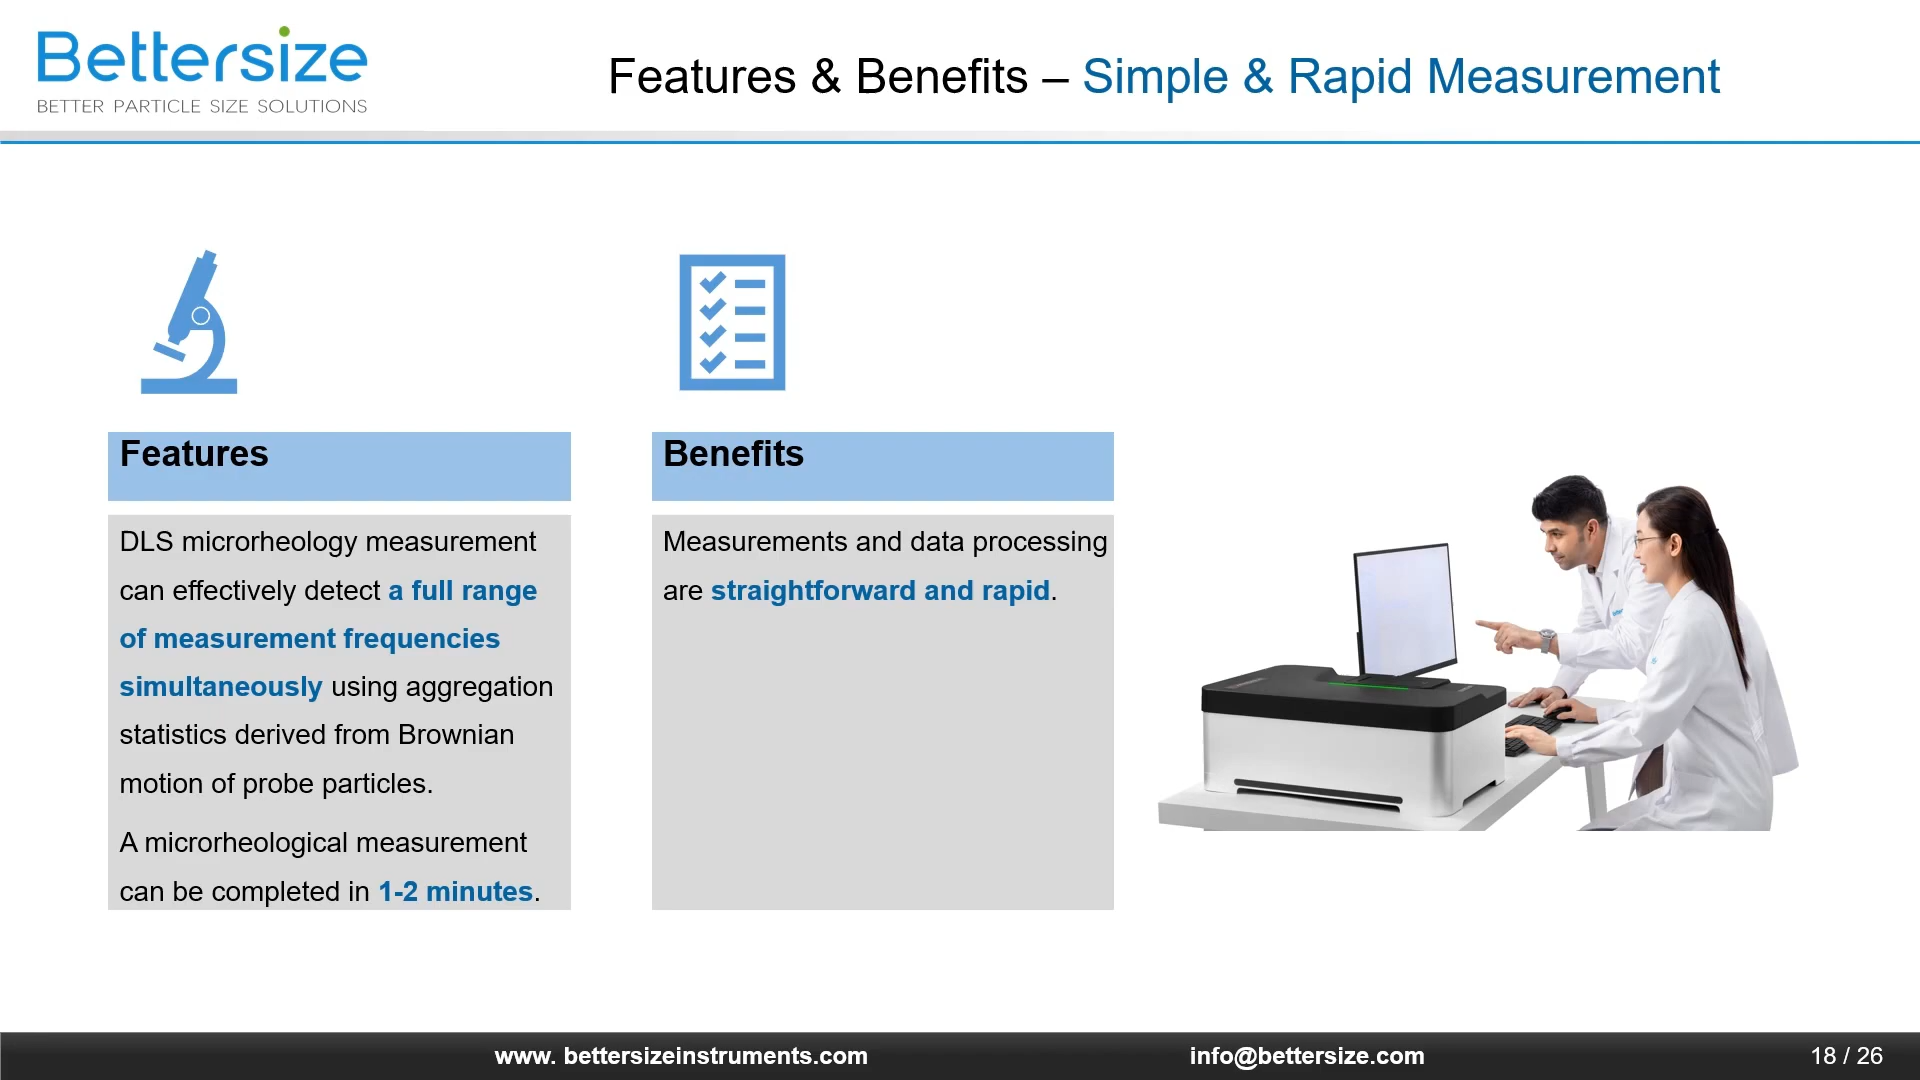 Bettersize
BETTER PARTICLE SIZE SOLUTIONS
Features & Benefits – Simple & Rapid Measurement
Features
DLS microrheology measurement
can effectively detect a full range
of measurement frequencies
simultaneously using aggregation
statistics derived from Brownian
motion of probe particles.
A microrheological measurement
can be completed in 1-2 minutes.
Benefits
Measurements and data processing
are straightforward and rapid.
www. bettersizeinstruments.com
info@bettersize.com
18 / 26